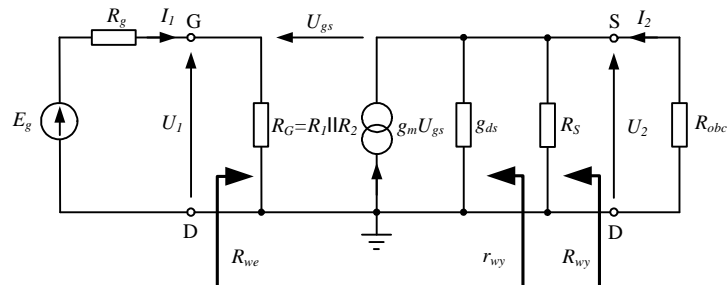 R_g I_1 G U_gs S I_2
E_g U_1 R_G=R_1||R_2 g_mU_gs g_ds R_S U_2 R_obc
D D
R_we r_wy R_wy